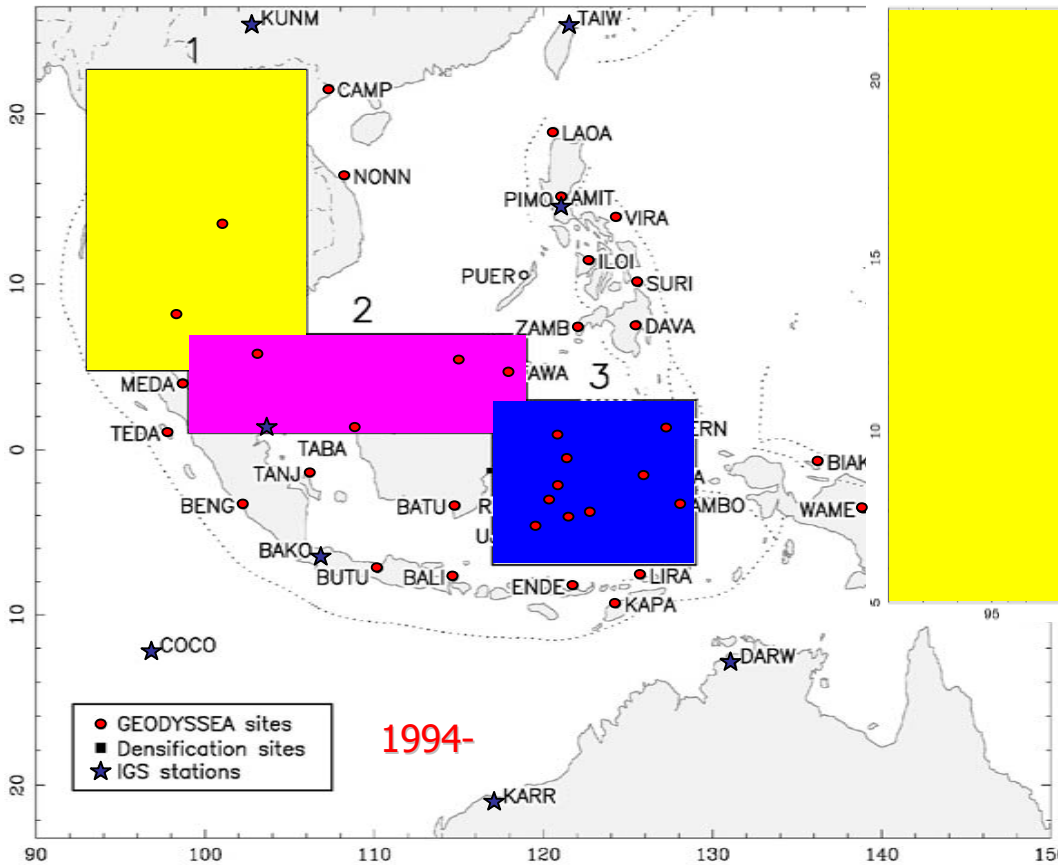 KUNM
TAIW
1
20
CAMP
LAOA
NONN
PIMO
AMIT
VIRA
ILOI
10
PUER
SURI
2
ZAMB
DAVA
MEDA
AWA
3
TEDA
TABA
ERN
0
TANJ
BIAK
BENG
BATU
R
A
AMBO
WAME
U
BAKO
BUTU
BALI
ENDE
LIRA
KAPA
10
COCO
DARW
GEODYSSEA sites
Densification sites
IGS stations
1994-
KARR
20
90
100
110
120
130
140
150
20
15
10
5
95